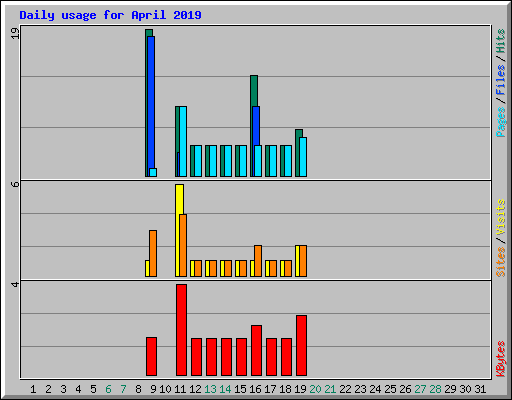 Daily usage for April 2019
19
Pages / Files / Hits
6
Sites / Visits
4
KBytes
1 2 3 4 5 6 7 8 9 10 11 12 13 14 15 16 17 18 19 20 21 22 23 24 25 26 27 28 29 30 31